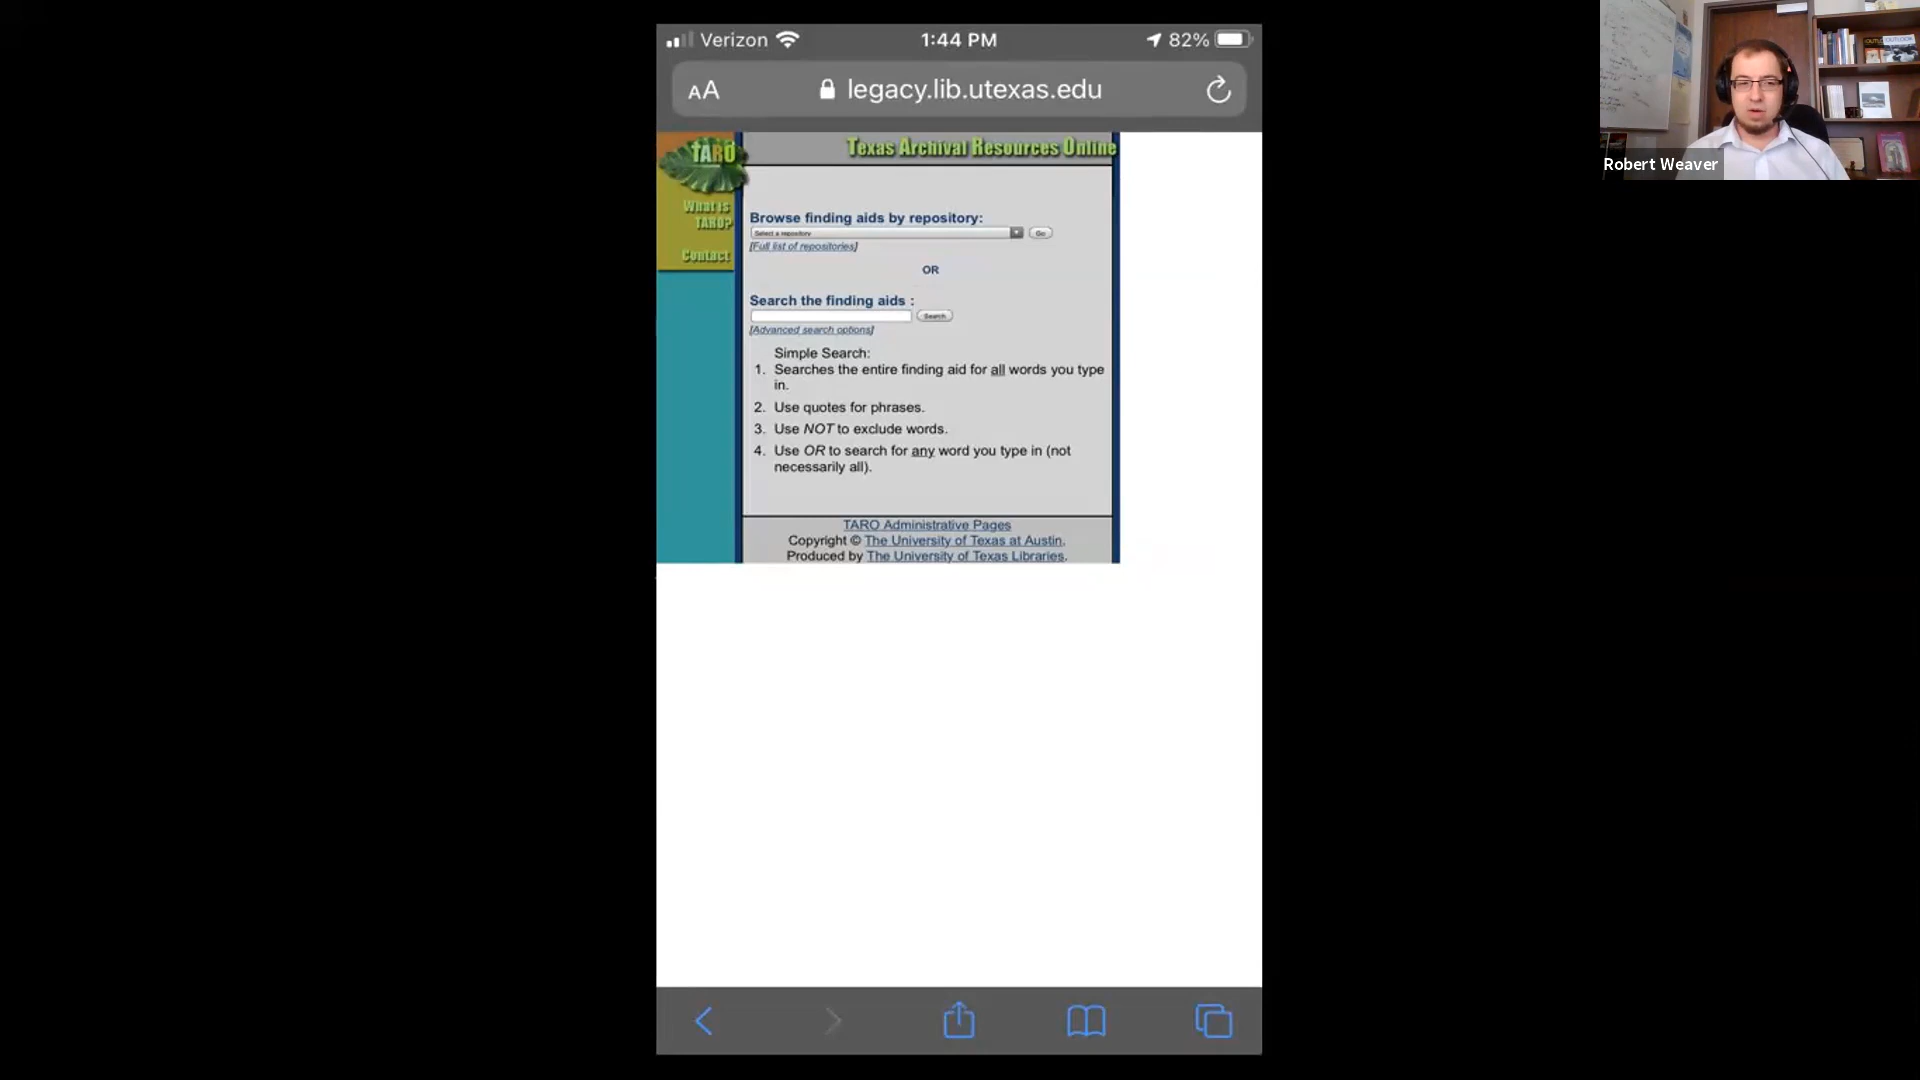 Verizon
1:44 PM
82%
AA
legacy.lib.utexas.edu
Robert Weaver
TARO
Texas Archival Resources Online
What is
TARO?
Contact
Browse finding aids by repository:
Select a repository
Go
[Full list of repositories]
OR
Search the finding aids :
Search
[Advanced search options]
Simple Search:
1. Searches the entire finding aid for all words you type
in.
2. Use quotes for phrases.
3. Use NOT to exclude words.
4. Use OR to search for any word you type in (not
necessarily all).
TARO Administrative Pages
Copyright © The University of Texas at Austin.
Produced by The University of Texas Libraries.